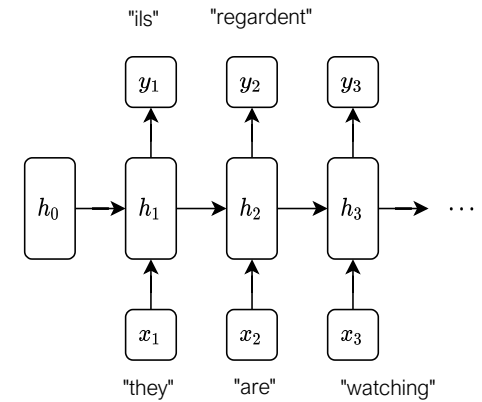 "ils" "regardent"
y₁ y₂ y₃
h₀ h₁ h₂ h₃ ...
x₁ x₂ x₃
"they" "are" "watching"